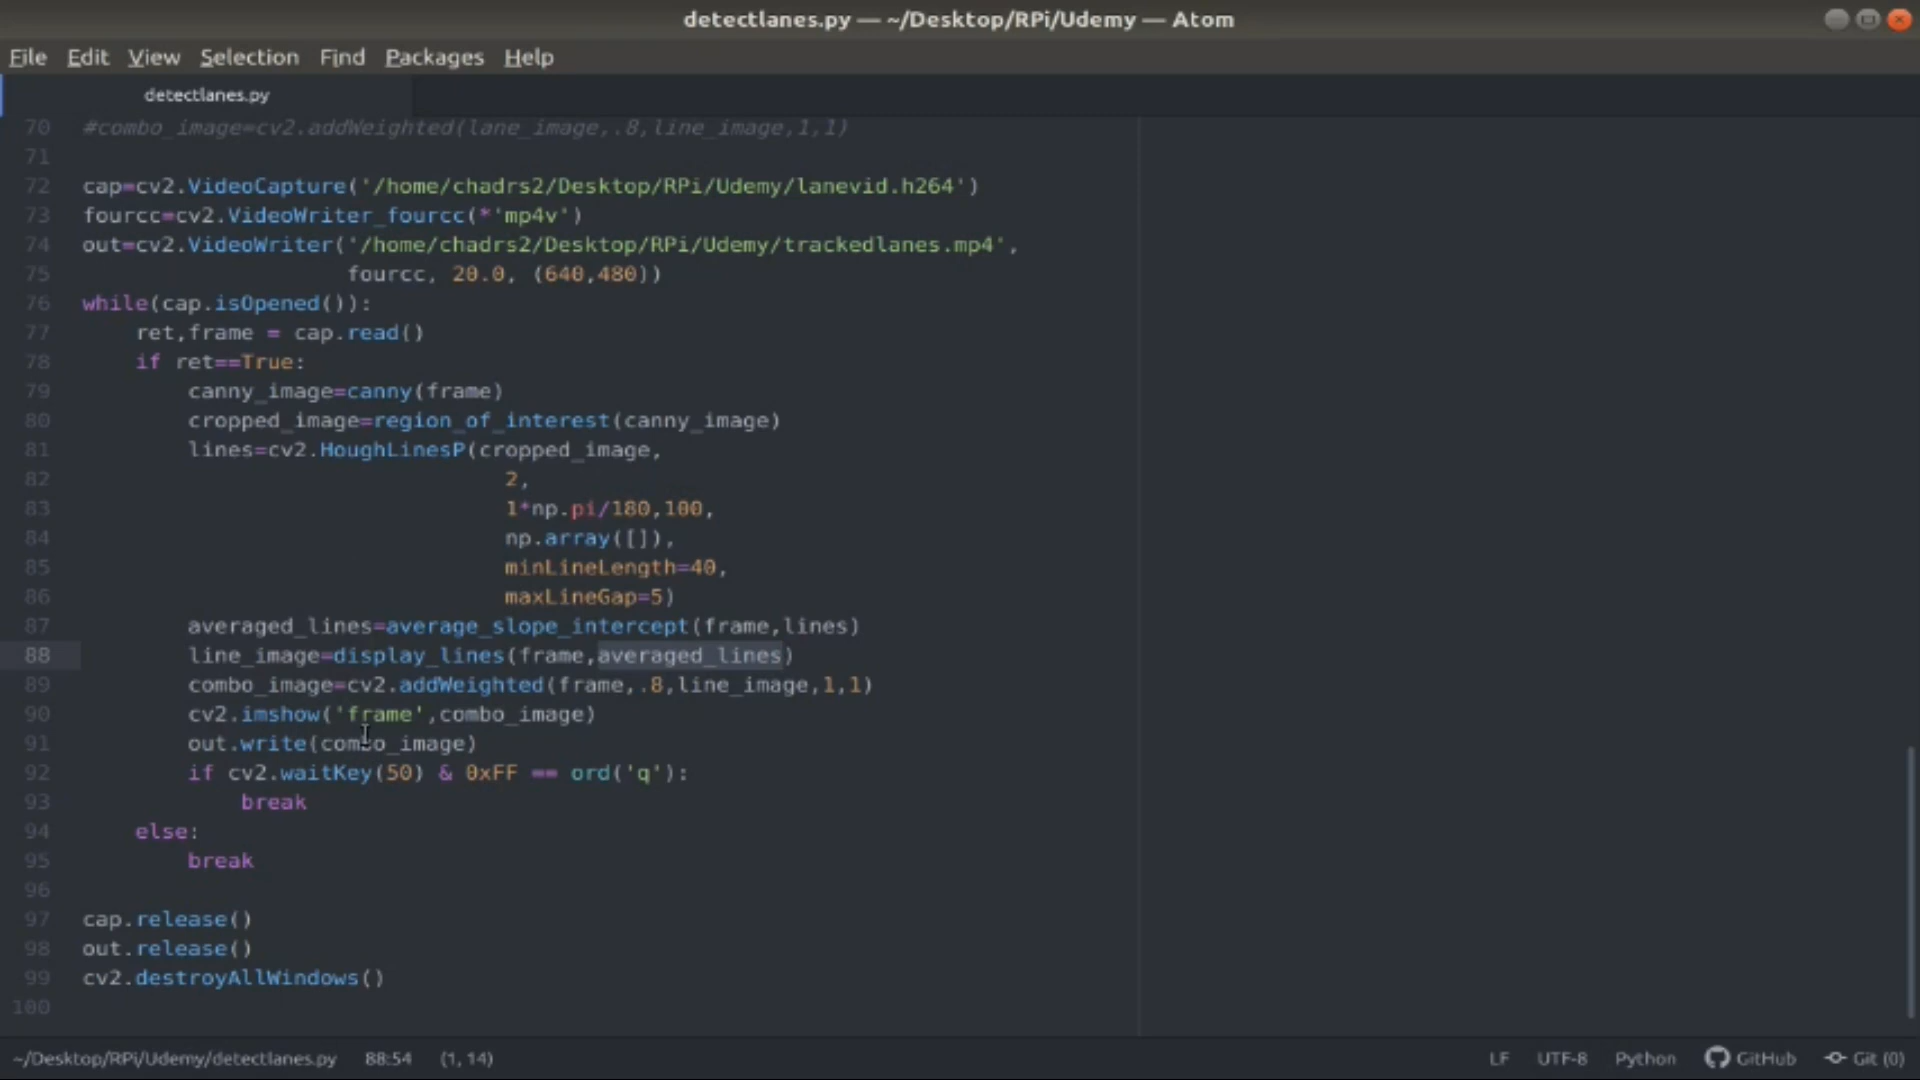 detectlanes.py — ~/Desktop/RPi/Udemy — Atom
File Edit View Selection Find Packages Help
detectlanes.py
70 #combo_image=cv2.addWeighted(lane_image,.8,line_image,1,1)
71
72 cap=cv2.VideoCapture('/home/chadrs2/Desktop/RPi/Udemy/lanevid.h264')
73 fourcc=cv2.VideoWriter_fourcc(*'mp4v')
74 out=cv2.VideoWriter('/home/chadrs2/Desktop/RPi/Udemy/trackedlanes.mp4',
75 fourcc, 20.0, (640,480))
76 while(cap.isOpened()):
77 ret,frame = cap.read()
78 if ret==True:
79 canny_image=canny(frame)
80 cropped_image=region_of_interest(canny_image)
81 lines=cv2.HoughLinesP(cropped_image,
82 2,
83 1*np.pi/180,100,
84 np.array([]),
85 minLineLength=40,
86 maxLineGap=5)
87 averaged_lines=average_slope_intercept(frame,lines)
88 line_image=display_lines(frame,averaged_lines)
89 combo_image=cv2.addWeighted(frame,.8,line_image,1,1)
90 cv2.imshow('frame',combo_image)
91 out.write(combo_image)
92 if cv2.waitKey(50) & 0xFF == ord('q'):
93 break
94 else:
95 break
96
97 cap.release()
98 out.release()
99 cv2.destroyAllWindows()
100
~/Desktop/RPi/Udemy/detectlanes.py 88:54 (1, 14) LF UTF-8 Python GitHub Git (0)